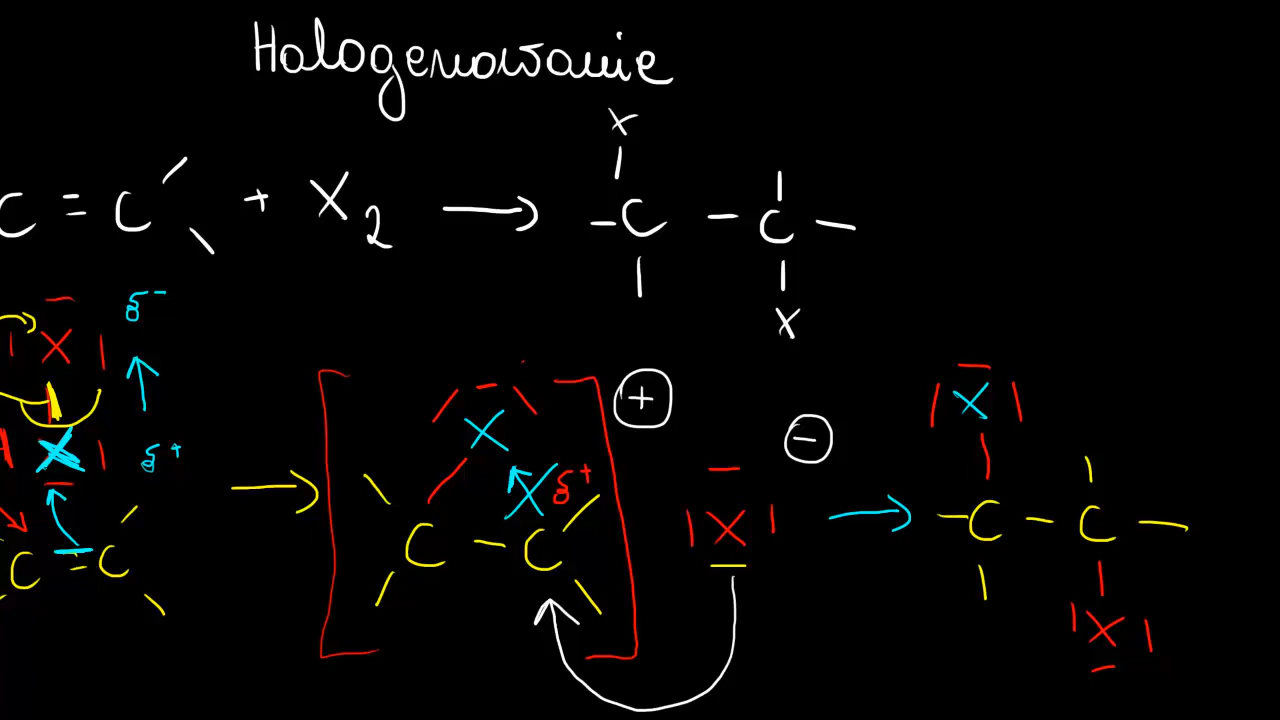 Halogenowanie
X
C = C + X₂ → - C - C -
X
δ⁻
X
X δ⁺
X +
X δ⁺ −
X
C = C → C - C X → - C - C -
X